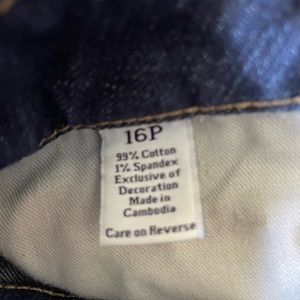 16P
99% Cotton
1% Spandex
Exclusive of
Decoration
Made in
Cambodia
Care on Reverse